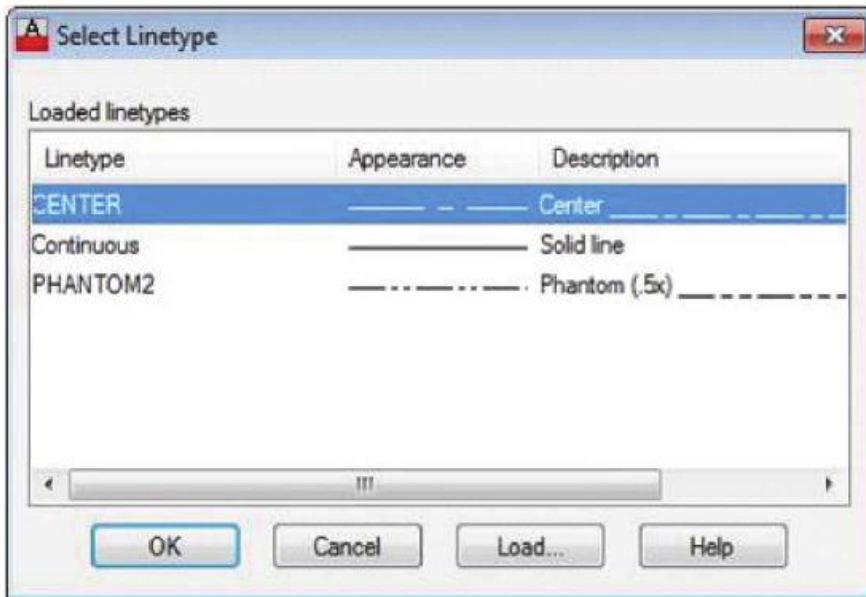 A Select Linetype
Loaded linetypes
Linetype Appearance Description
CENTER Center
Continuous Solid line
PHANTOM2 Phantom (.5x)
OK Cancel Load... Help